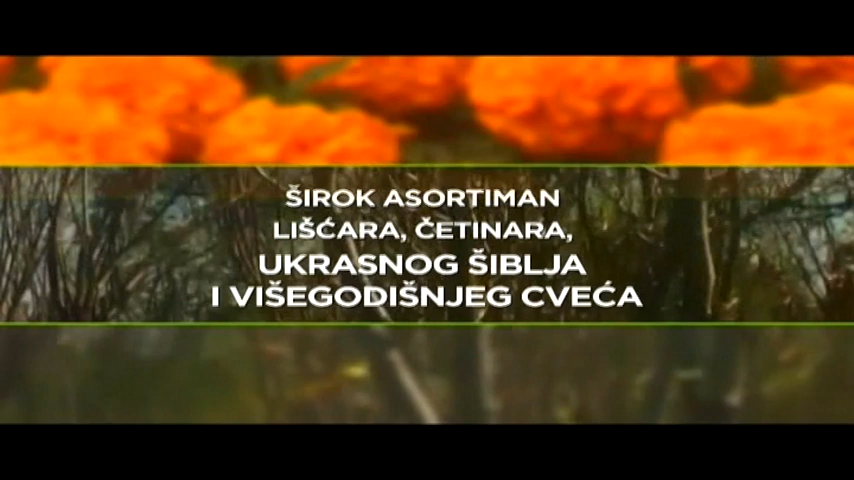 ŠIROK ASORTIMAN
LIŠĆARA, ČETINARA,
UKRASNOG ŠIBLJA
I VIŠEGODIŠNJEG CVEĆA